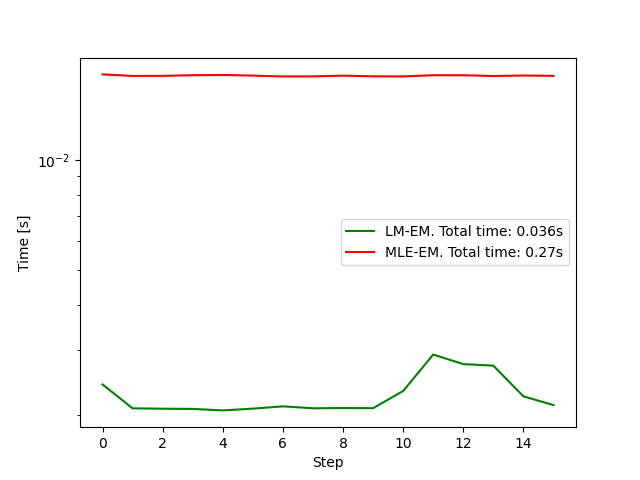 10⁻²
Time [s]
LM-EM. Total time: 0.036s
MLE-EM. Total time: 0.27s
0 2 4 6 8 10 12 14
Step